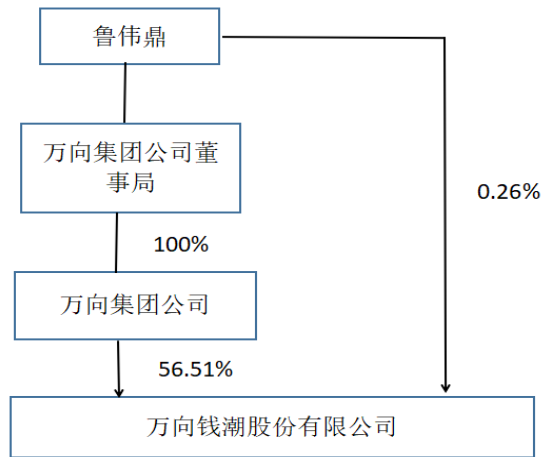 鲁伟鼎
万向集团公司董
事局
0.26%
100%
万向集团公司
56.51%
万向钱潮股份有限公司